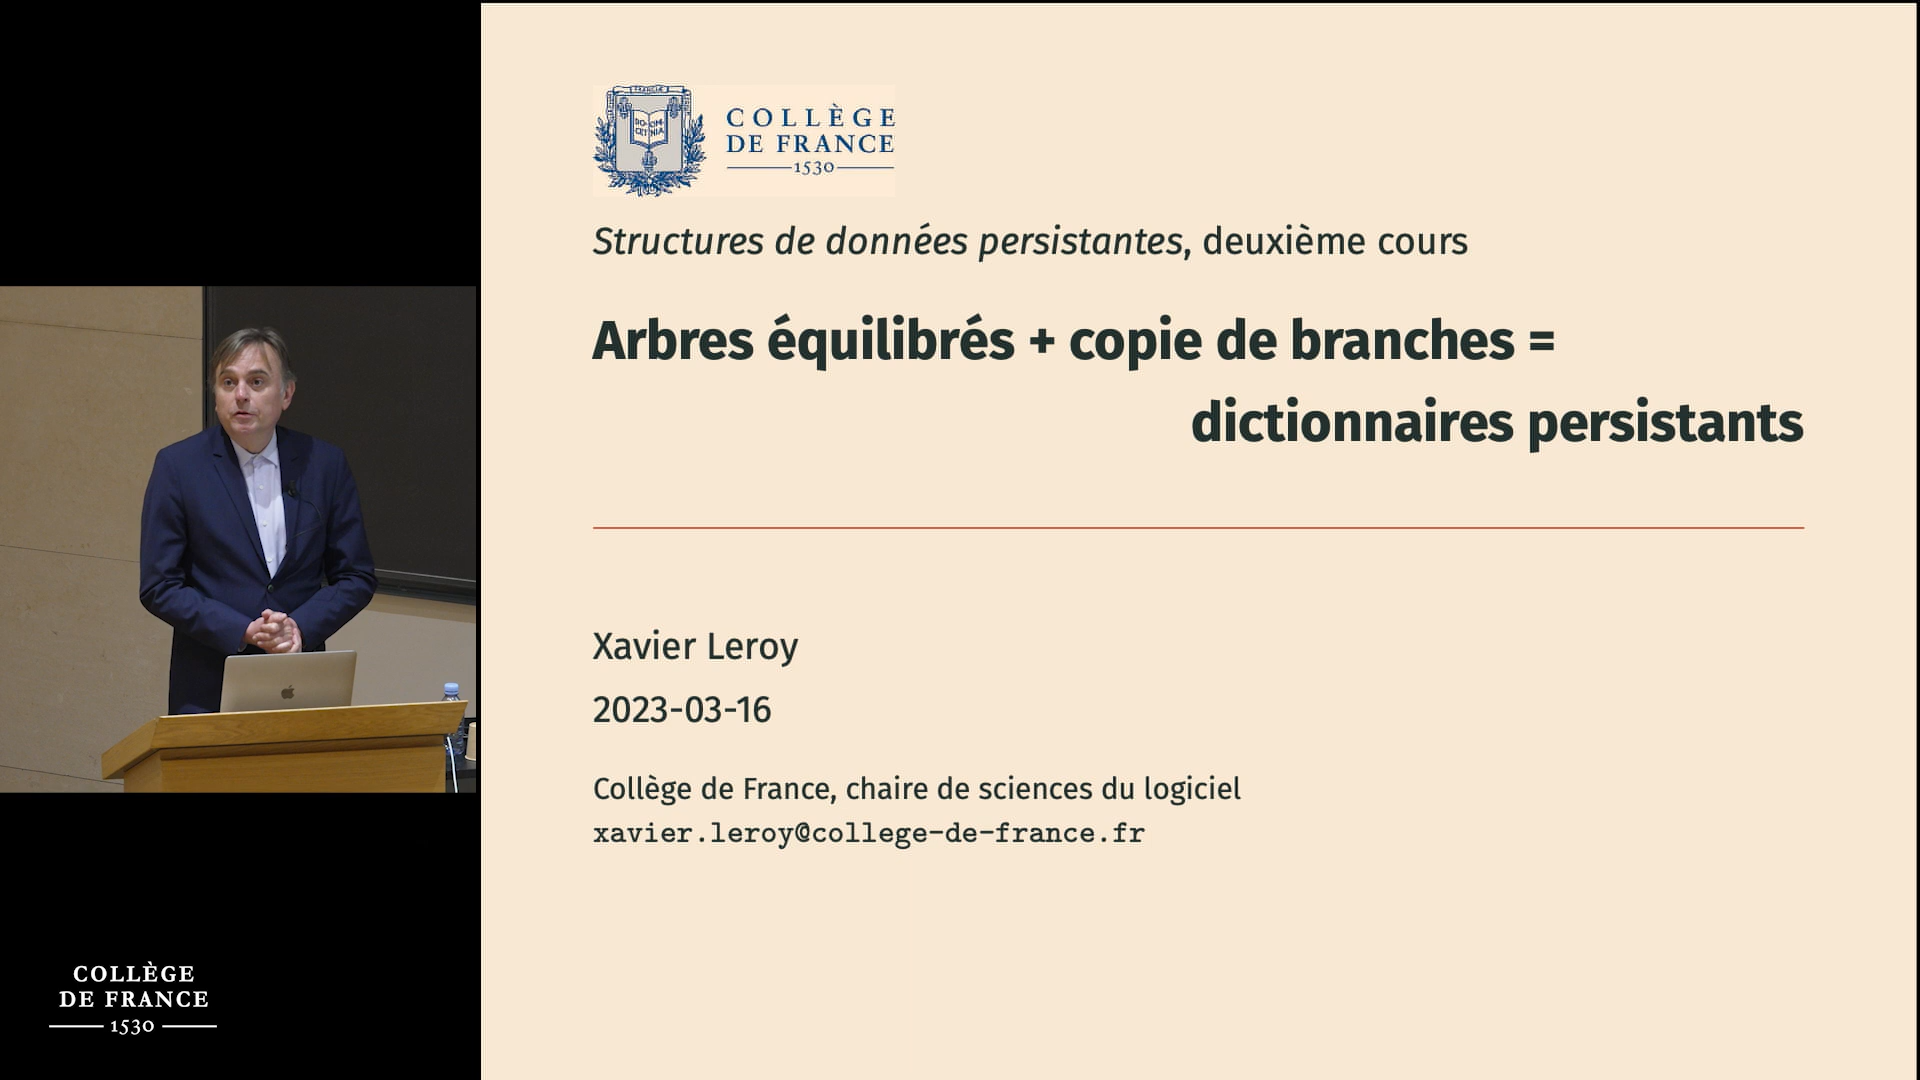 COLLÈGE
DE FRANCE
1530
Structures de données persistantes, deuxième cours
Arbres équilibrés + copie de branches =
dictionnaires persistants
Xavier Leroy
2023-03-16
Collège de France, chaire de sciences du logiciel
xavier.leroy@college-de-france.fr
COLLÈGE
DE FRANCE
1530